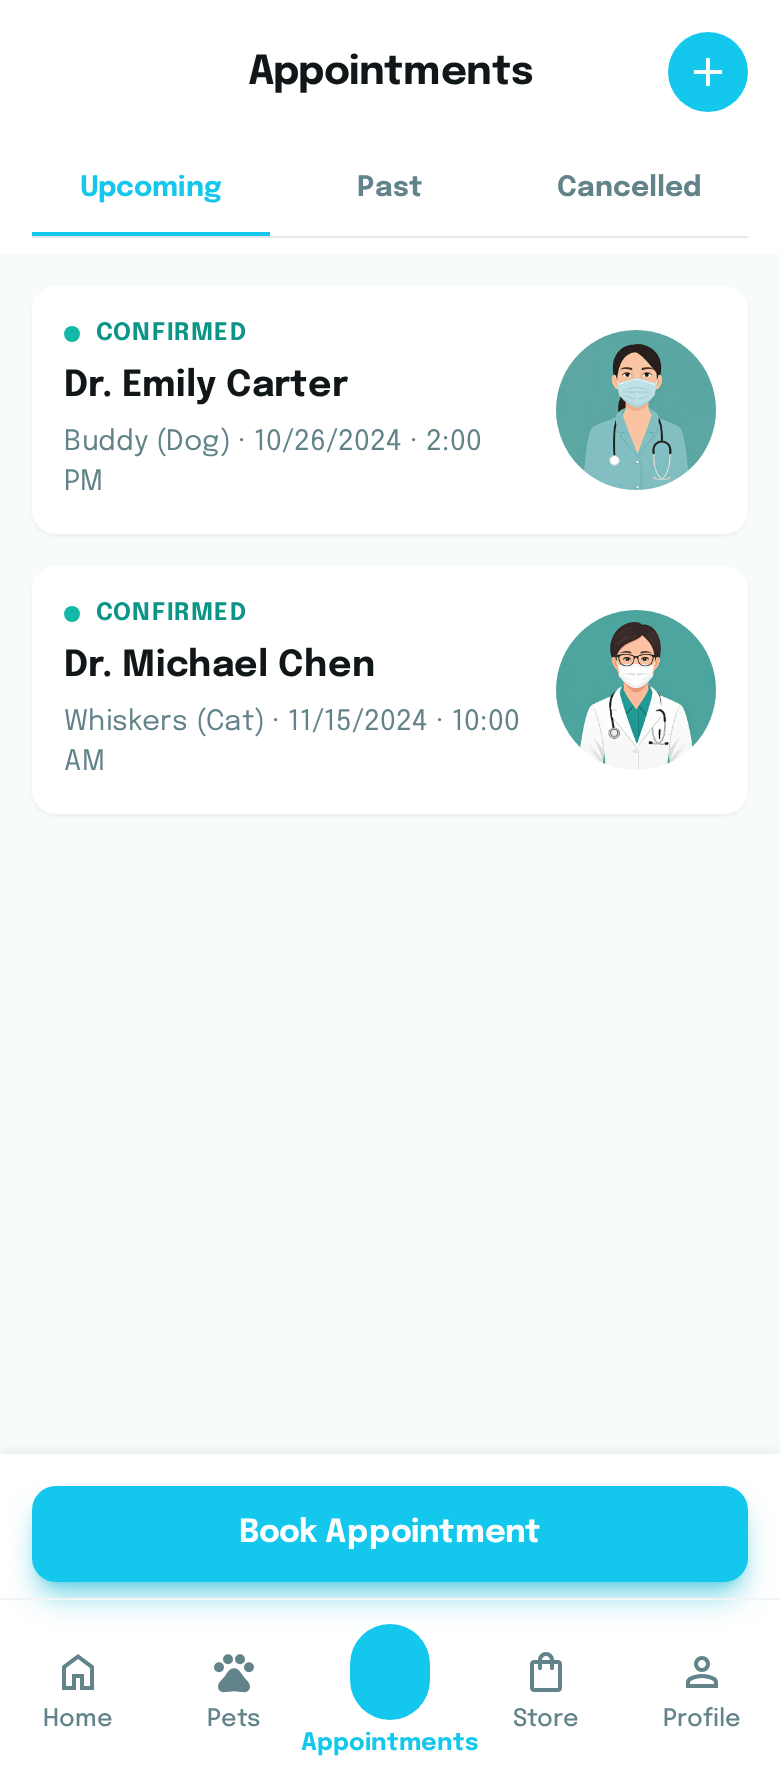 Appointments
Upcoming
Past
Cancelled
CONFIRMED
Dr. Emily Carter
Buddy (Dog) · 10/26/2024 · 2:00
PM
CONFIRMED
Dr. Michael Chen
Whiskers (Cat) · 11/15/2024 · 10:00
AM
Book Appointment
Home
Pets
Appointments
Store
Profile